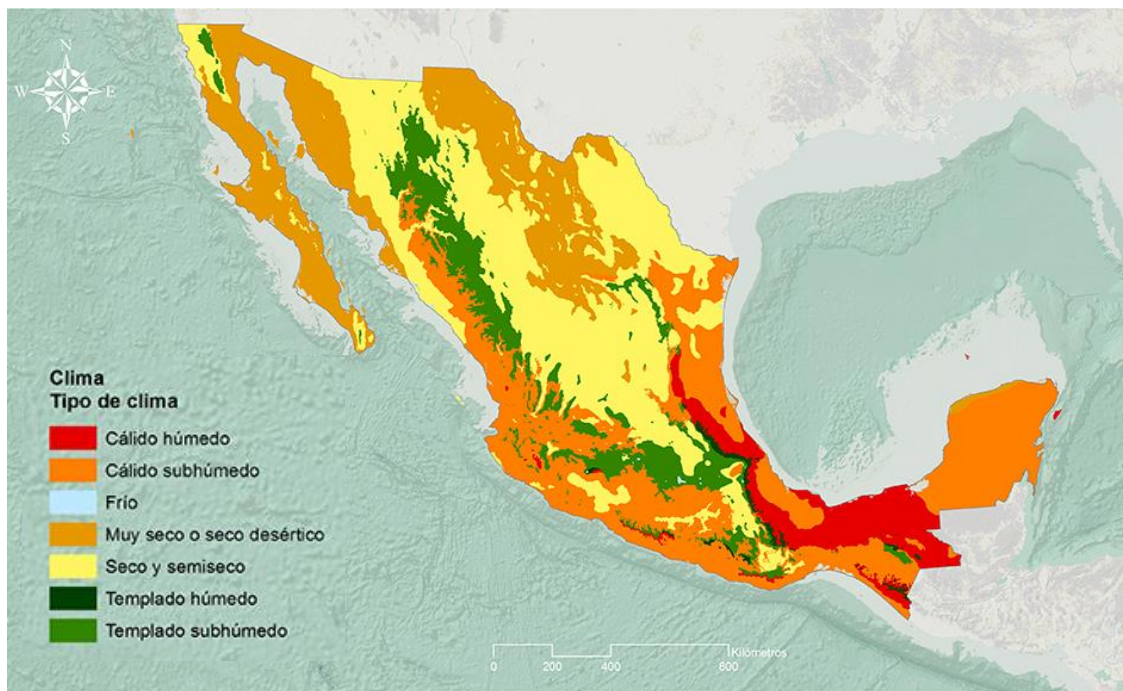 N
W E
S
Clima
Tipo de clima
Cálido húmedo
Cálido subhúmedo
Frío
Muy seco o seco desértico
Seco y semiseco
Templado húmedo
Templado subhúmedo
Kilómetros
0 200 400 600